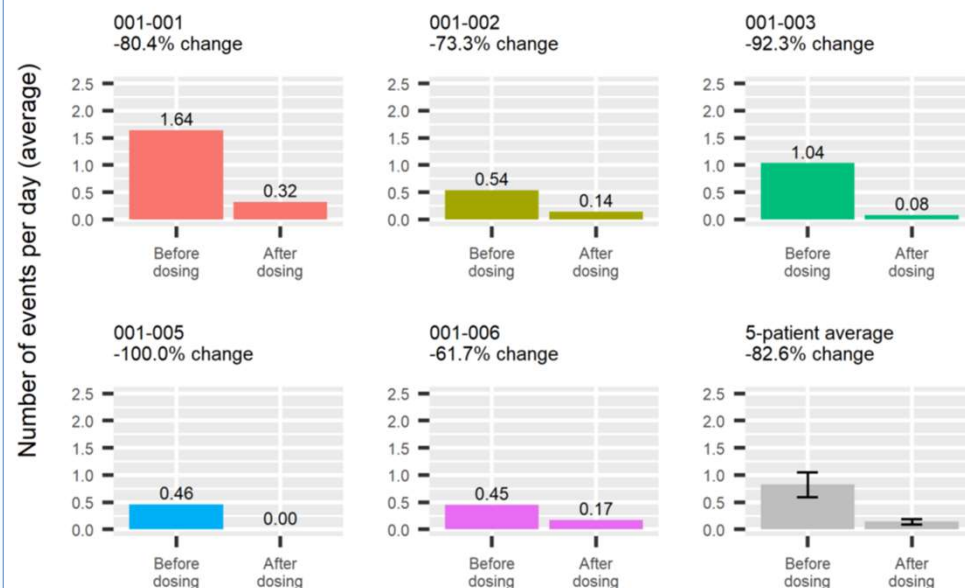 Number of events per day (average)
001-001
-80.4% change
2.5
2.0
1.5
1.0
0.5
0.0
1.64
0.32
Before
dosing
After
dosing
001-002
-73.3% change
2.5
2.0
1.5
1.0
0.5
0.0
0.54
0.14
Before
dosing
After
dosing
001-003
-92.3% change
2.5
2.0
1.5
1.0
0.5
0.0
1.04
0.08
Before
dosing
After
dosing
001-005
-100.0% change
2.5
2.0
1.5
1.0
0.5
0.0
0.46
0.00
Before
dosing
After
dosing
001-006
-61.7% change
2.5
2.0
1.5
1.0
0.5
0.0
0.45
0.17
Before
dosing
After
dosing
5-patient average
-82.6% change
2.5
2.0
1.5
1.0
0.5
0.0
Before
dosing
After
dosing